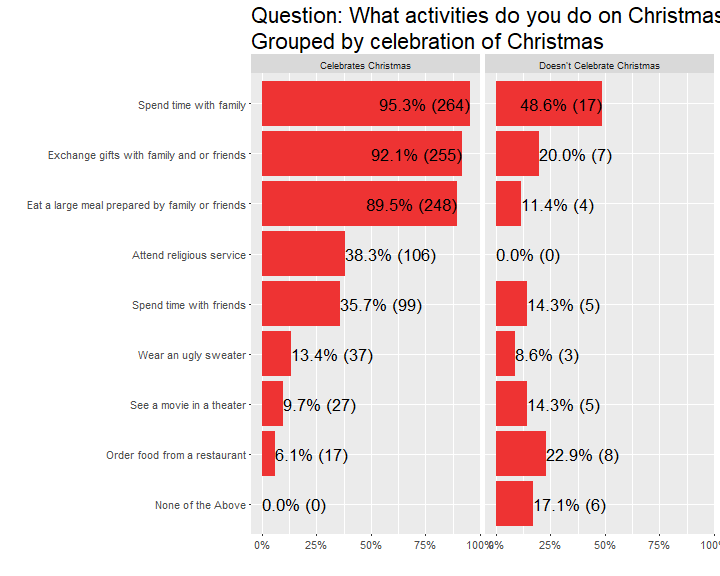 Question: What activities do you do on Christmas
Grouped by celebration of Christmas
Celebrates Christmas
Doesn't Celebrate Christmas
Spend time with family
95.3% (264)
48.6% (17)
Exchange gifts with family and or friends
92.1% (255)
20.0% (7)
Eat a large meal prepared by family or friends
89.5% (248)
11.4% (4)
Attend religious service
38.3% (106)
0.0% (0)
Spend time with friends
35.7% (99)
14.3% (5)
Wear an ugly sweater
13.4% (37)
8.6% (3)
See a movie in a theater
9.7% (27)
14.3% (5)
Order food from a restaurant
6.1% (17)
22.9% (8)
None of the Above
0.0% (0)
17.1% (6)
0% 25% 50% 75% 100% 0% 25% 50% 75% 100%